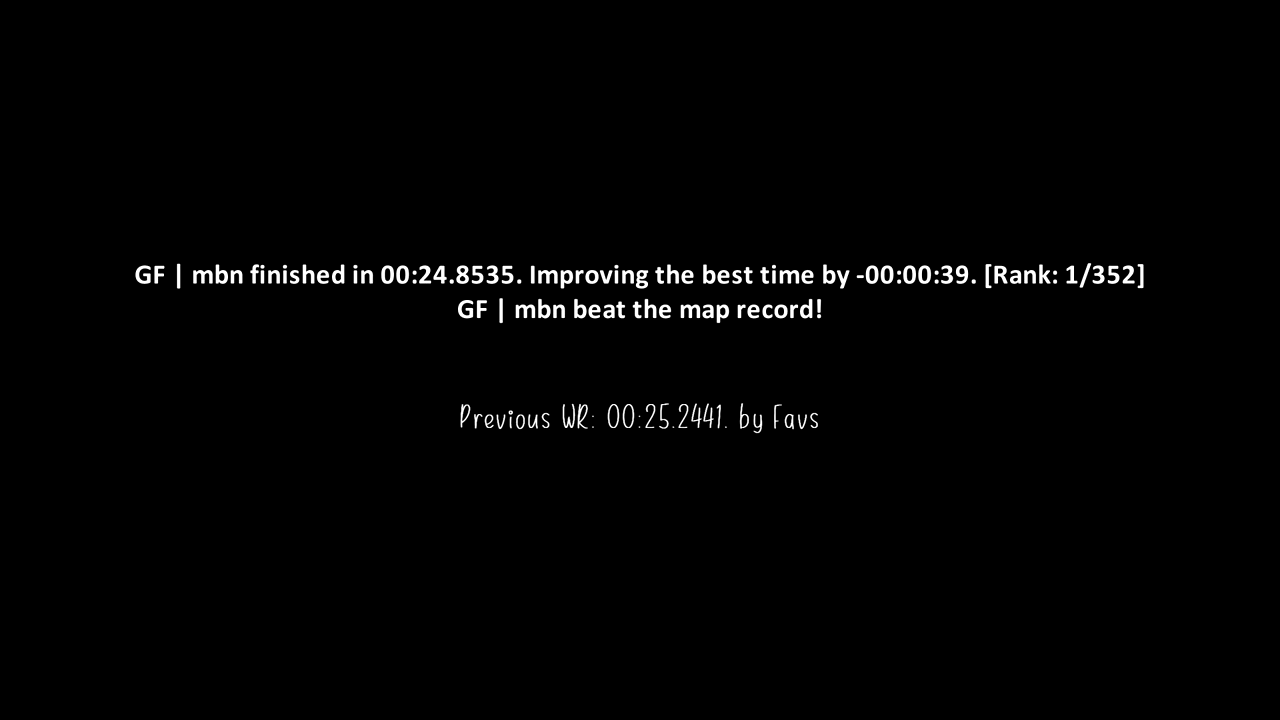 GF | mbn finished in 00:24.8535. Improving the best time by -00:00:39. [Rank: 1/352]
GF | mbn beat the map record!
Previous WR: 00:25.2441. by Favs